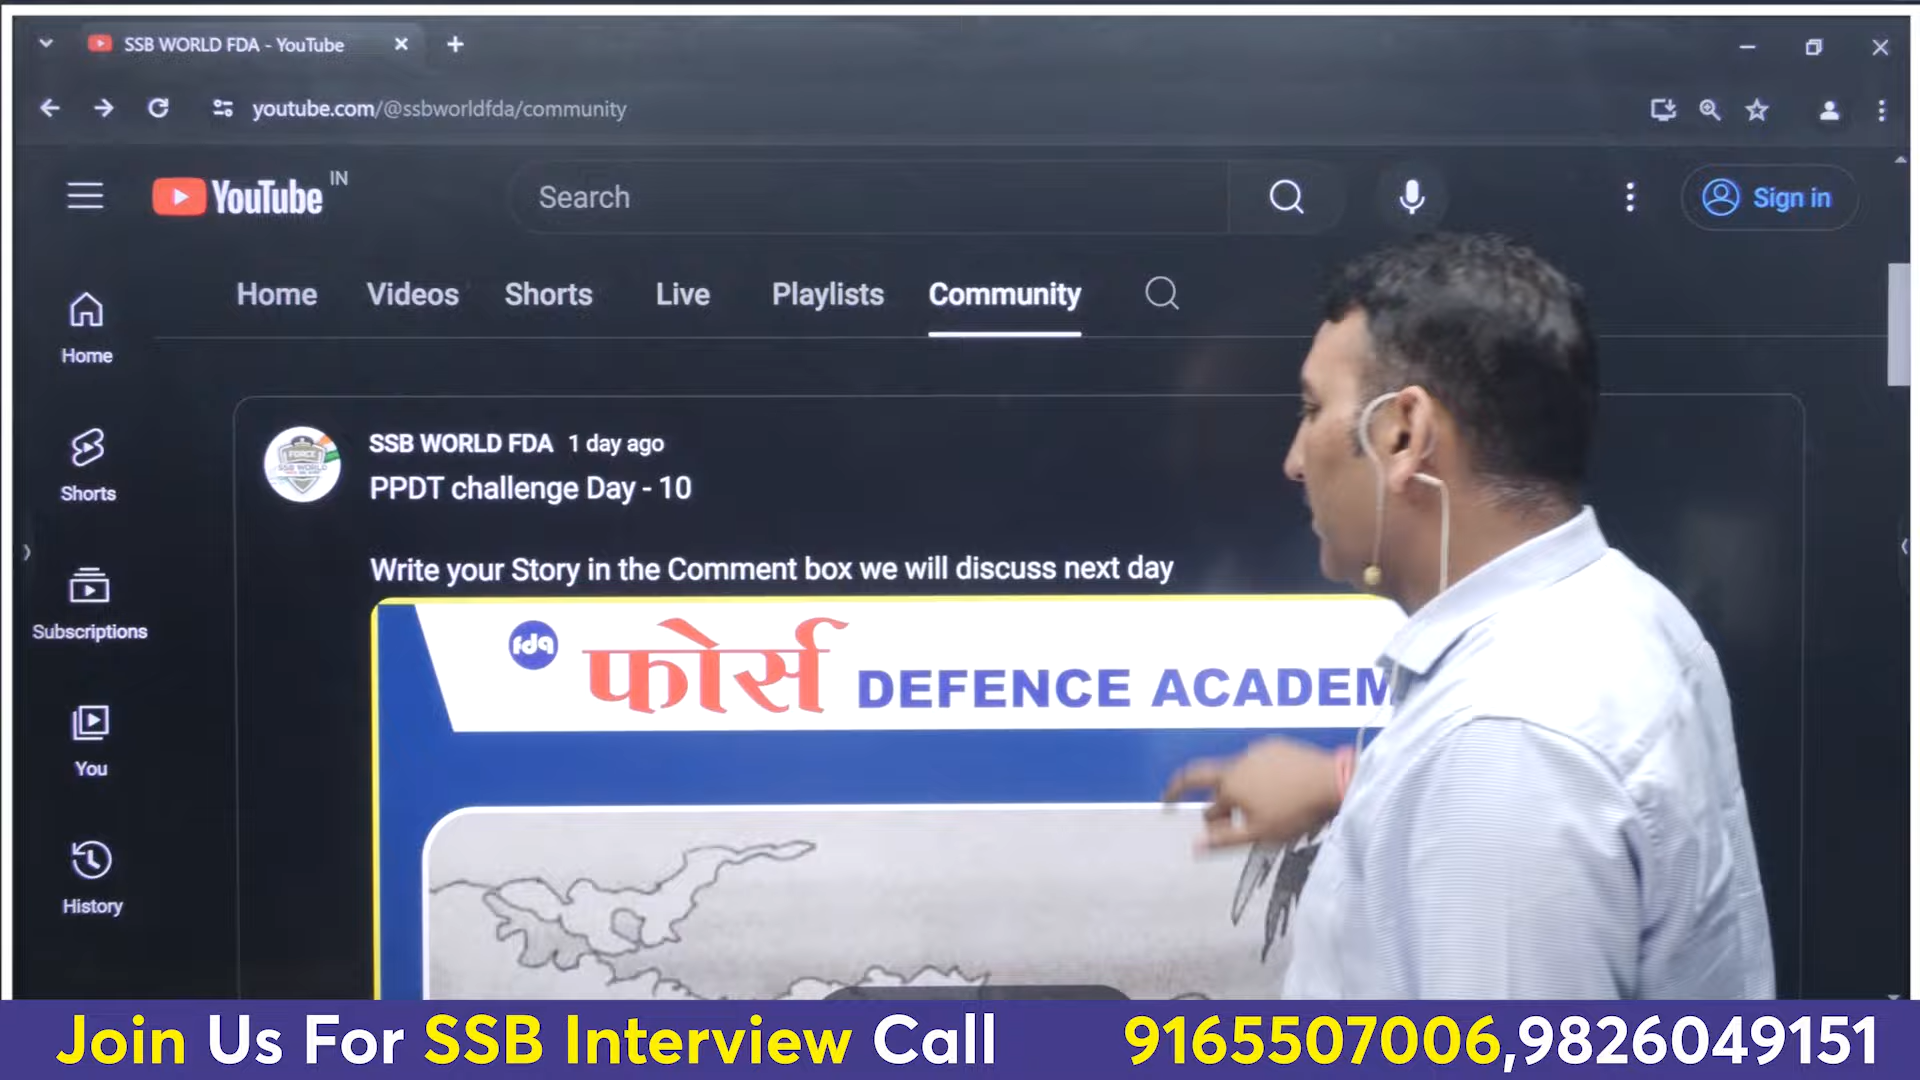 SSB WORLD FDA - YouTube
youtube.com/@ssbworldfda/community
YouTube IN
Search
Sign in
Home Videos Shorts Live Playlists Community
Home
Shorts
Subscriptions
You
History
SSB WORLD FDA 1 day ago
PPDT challenge Day - 10
Write your Story in the Comment box we will discuss next day
fda
फोर्स DEFENCE ACADEM
Join Us For SSB Interview Call 9165507006,9826049151